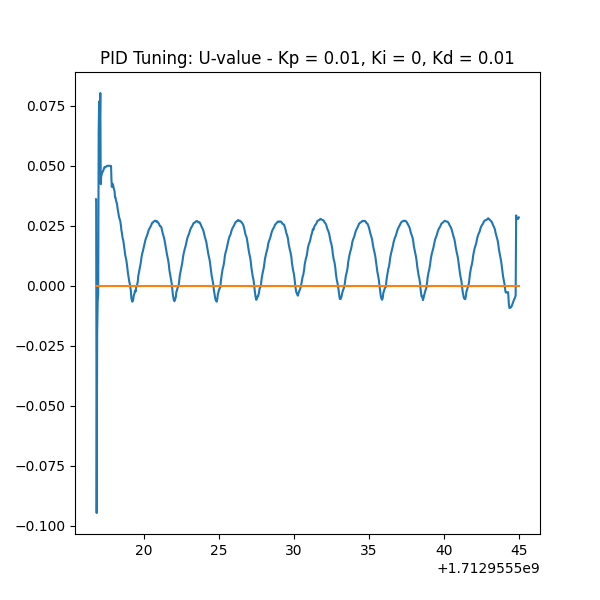 PID Tuning: U-value - Kp = 0.01, Ki = 0, Kd = 0.01
0.075
0.050
0.025
0.000
−0.025
−0.050
−0.075
−0.100
20 25 30 35 40 45
+1.7129555e9